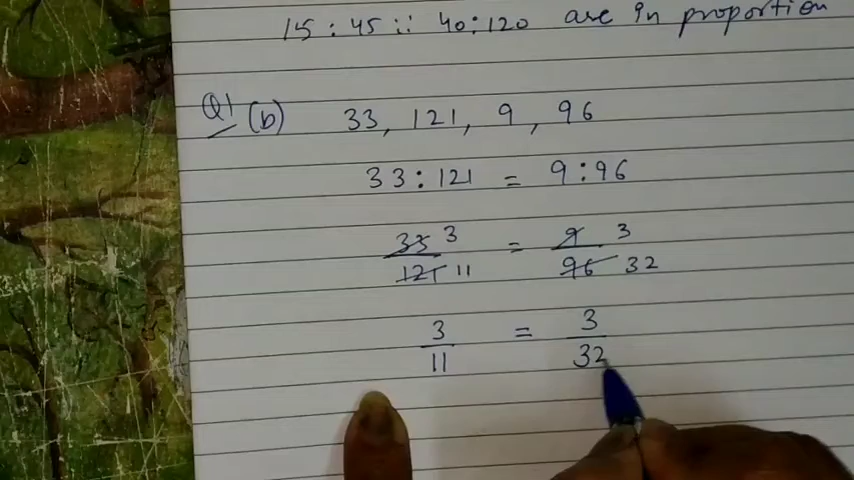 15 : 45 :: 40 : 120 are in proportion
Q1 (b) 33, 121, 9, 96
33 : 121 = 9 : 96
33 3 = 9 3
121 11 96 32
3 = 3
11 32